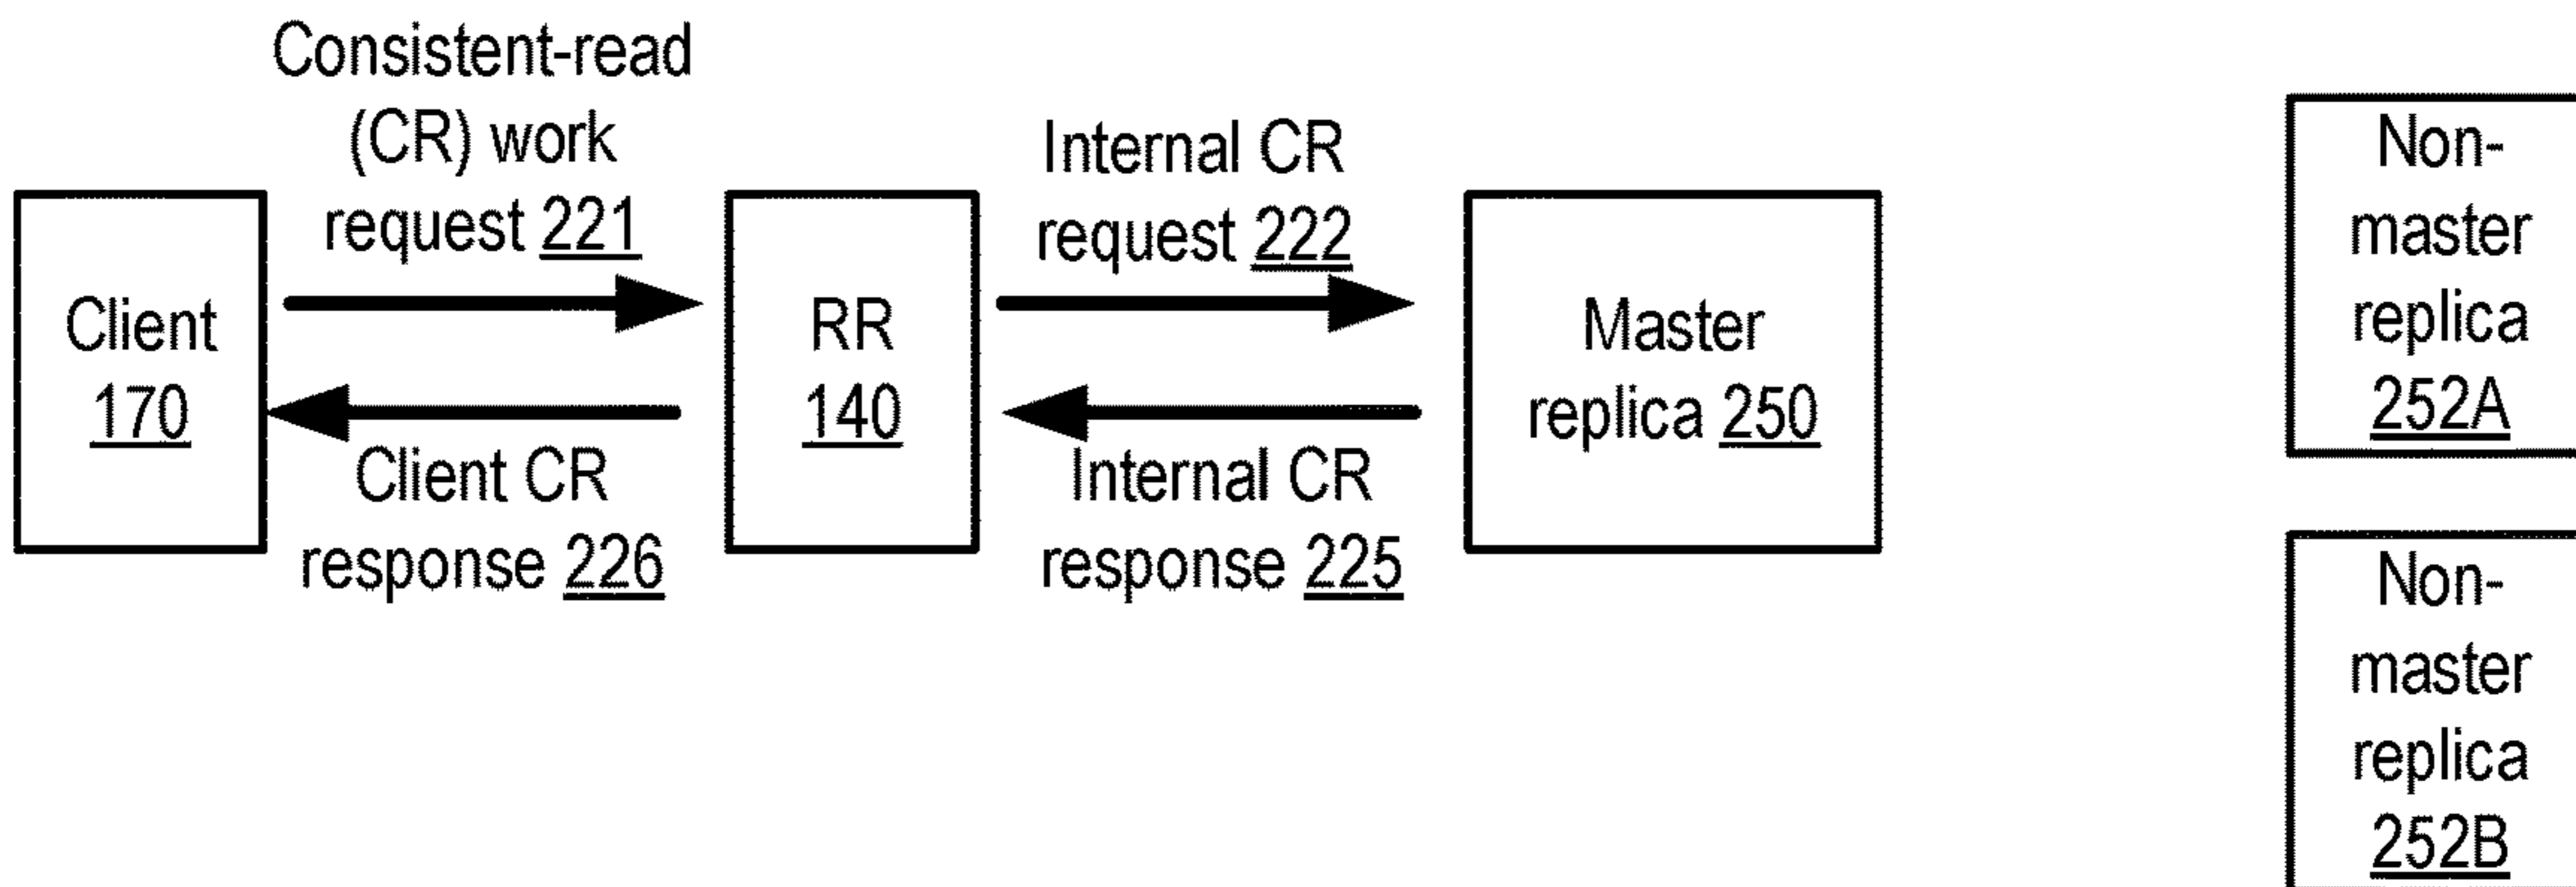 Consistent-read
(CR) work
request 221
Client
170
Client CR
response 226
RR
140
Internal CR
request 222
Internal CR
response 225
Master
replica 250
Non-
master
replica
252A
Non-
master
replica
252B